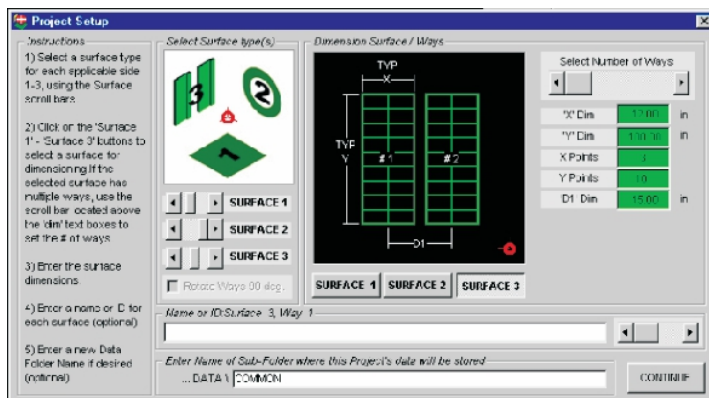 Project Setup
Instructions
1) Select a surface type
for each applicable side
1-3, using the Surface
scroll bars
2) Click on the 'Surface
1' - 'Surface 3' buttons to
select a surface for
dimensioning. If the
selected surface has
multiple ways, use the
scroll bar located above
the 'dim' text boxes to
set the # of ways
3) Enter the surface
dimensions
4) Enter a name or ID for
each surface (optional)
5) Enter a new Data
Folder Name if desired
(optional)
Select Surface type(s)
3
2
1
SURFACE 1
SURFACE 2
SURFACE 3
Rotate Ways 90 deg.
Dimension Surface / Ways
TYP
X
TYP
Y
# 1
# 2
D1
SURFACE 1
SURFACE 2
SURFACE 3
Select Number of Ways
'X' Dim 12.00 in
'Y' Dim 100.00 in
X Points 3
Y Points 10
D1 Dim 15.00 in
Name or ID:Surface 3, Way 1
Enter Name of Sub-Folder where this Project's data will be stored
... DATA \ COMMON
CONTINUE